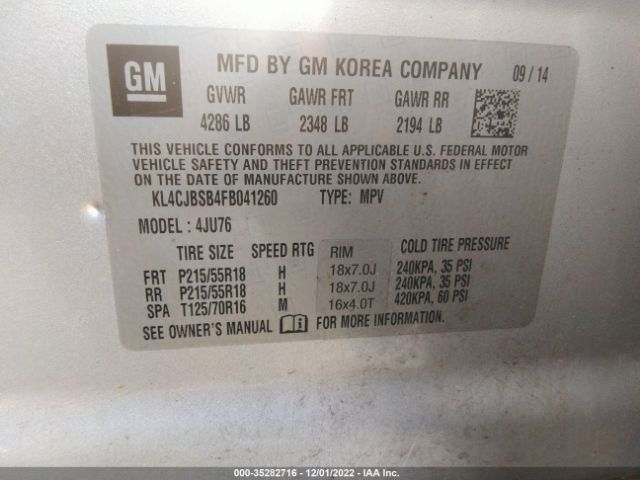 GM
MFD BY GM KOREA COMPANY 09/14
GVWR GAWR FRT GAWR RR
4286 LB 2348 LB 2194 LB
THIS VEHICLE CONFORMS TO ALL APPLICABLE U.S. FEDERAL MOTOR
VEHICLE SAFETY AND THEFT PREVENTION STANDARDS IN EFFECT
ON THE DATE OF MANUFACTURE SHOWN ABOVE.
KL4CJBSB4FB041260 TYPE: MPV
MODEL : 4JU76
TIRE SIZE SPEED RTG RIM COLD TIRE PRESSURE
FRT P215/55R18 H 18x7.0J 240KPA, 35 PSI
RR P215/55R18 H 18x7.0J 240KPA, 35 PSI
SPA T125/70R16 M 16x4.0T 420KPA, 60 PSI
SEE OWNER'S MANUAL i FOR MORE INFORMATION.
000-35282716 - 12/01/2022 - IAA Inc.